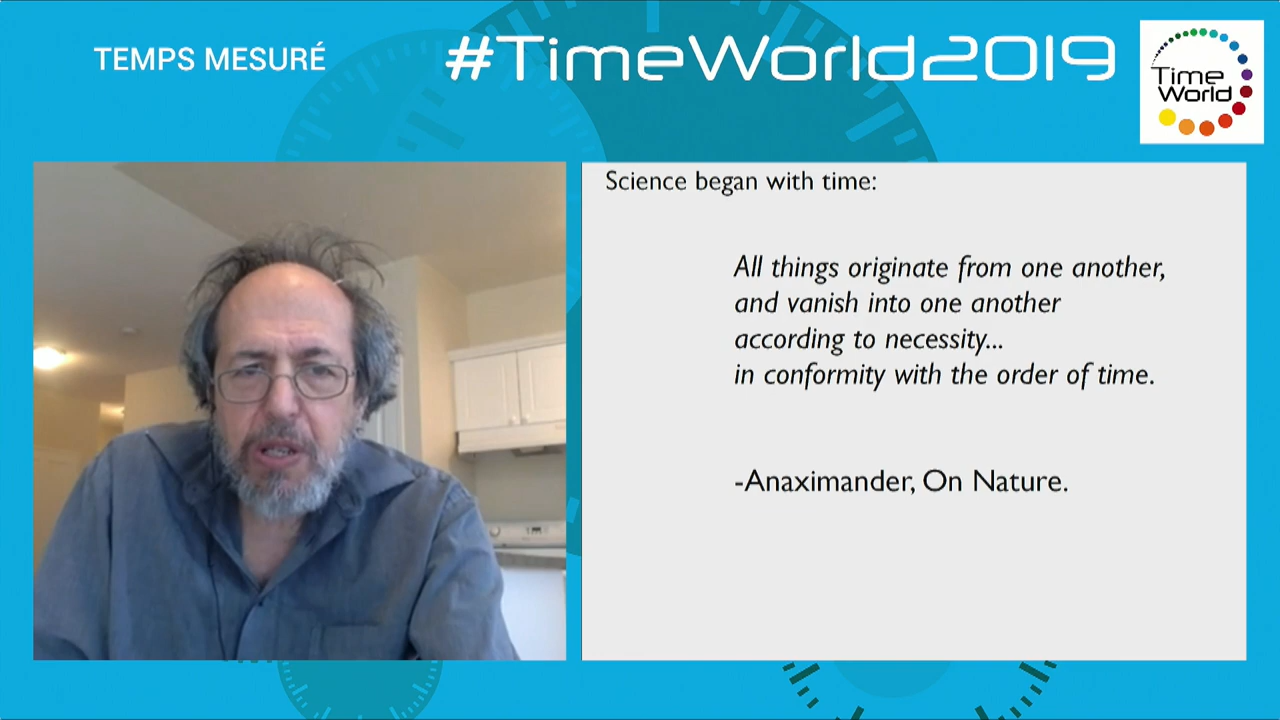 TEMPS MESURÉ
#TimeWorld2019
Time
World
Science began with time:
All things originate from one another,
and vanish into one another
according to necessity...
in conformity with the order of time.
-Anaximander, On Nature.